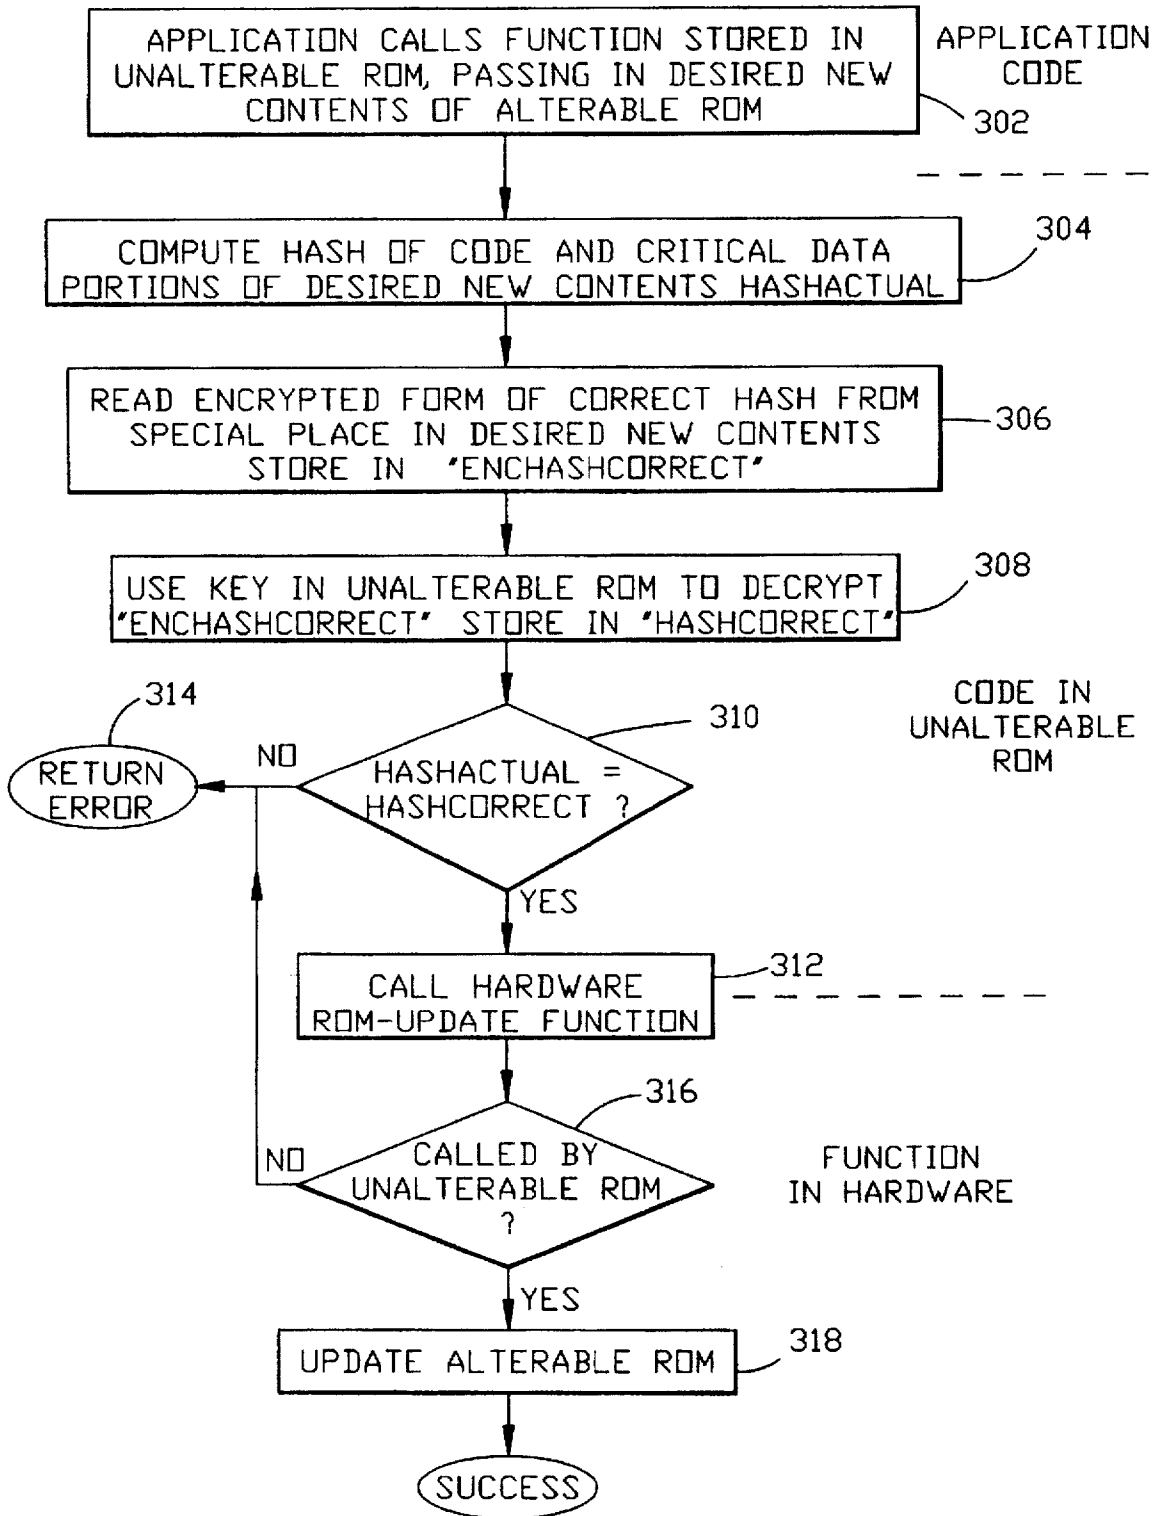 APPLICATION CALLS FUNCTION STORED IN
UNALTERABLE ROM, PASSING IN DESIRED NEW
CONTENTS OF ALTERABLE ROM
302
APPLICATION
CODE
COMPUTE HASH OF CODE AND CRITICAL DATA
PORTIONS OF DESIRED NEW CONTENTS HASHACTUAL
304
READ ENCRYPTED FORM OF CORRECT HASH FROM
SPECIAL PLACE IN DESIRED NEW CONTENTS
STORE IN "ENCHASHCORRECT"
306
USE KEY IN UNALTERABLE ROM TO DECRYPT
"ENCHASHCORRECT" STORE IN "HASHCORRECT"
308
CODE IN
UNALTERABLE
ROM
314
RETURN
ERROR
NO
310
HASHACTUAL =
HASHCORRECT ?
YES
312
CALL HARDWARE
ROM-UPDATE FUNCTION
316
NO
CALLED BY
UNALTERABLE ROM
?
FUNCTION
IN HARDWARE
YES
UPDATE ALTERABLE ROM
318
SUCCESS